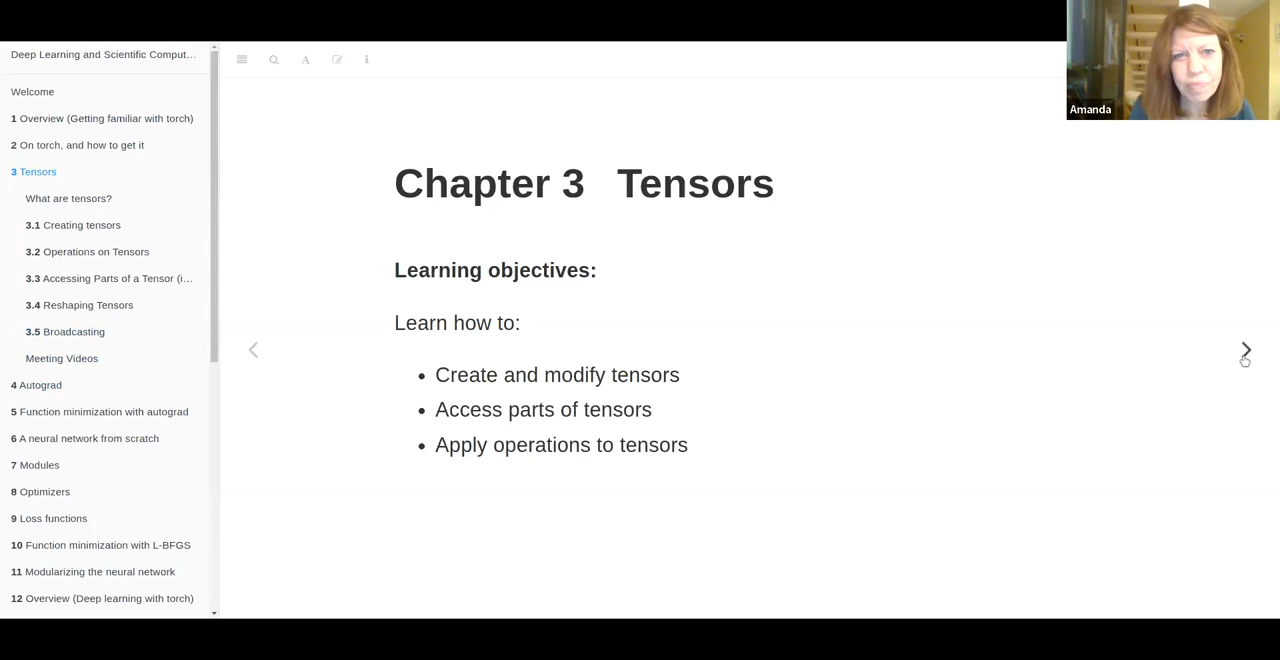 Deep Learning and Scientific Comput...
Welcome
1 Overview (Getting familiar with torch)
2 On torch, and how to get it
3 Tensors
What are tensors?
3.1 Creating tensors
3.2 Operations on Tensors
3.3 Accessing Parts of a Tensor (i...
3.4 Reshaping Tensors
3.5 Broadcasting
Meeting Videos
4 Autograd
5 Function minimization with autograd
6 A neural network from scratch
7 Modules
8 Optimizers
9 Loss functions
10 Function minimization with L-BFGS
11 Modularizing the neural network
12 Overview (Deep learning with torch)
A
i
Chapter 3 Tensors
Learning objectives:
Learn how to:
• Create and modify tensors
• Access parts of tensors
• Apply operations to tensors
Amanda